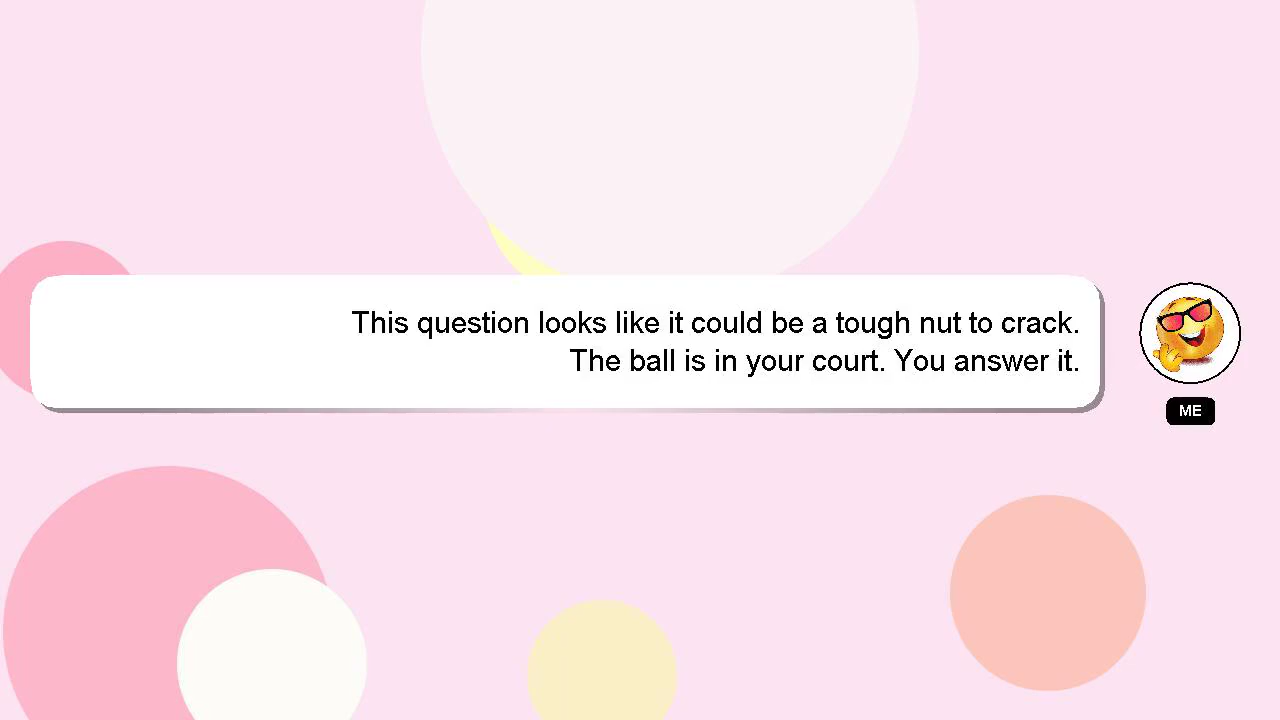 This question looks like it could be a tough nut to crack.
The ball is in your court. You answer it.
ME